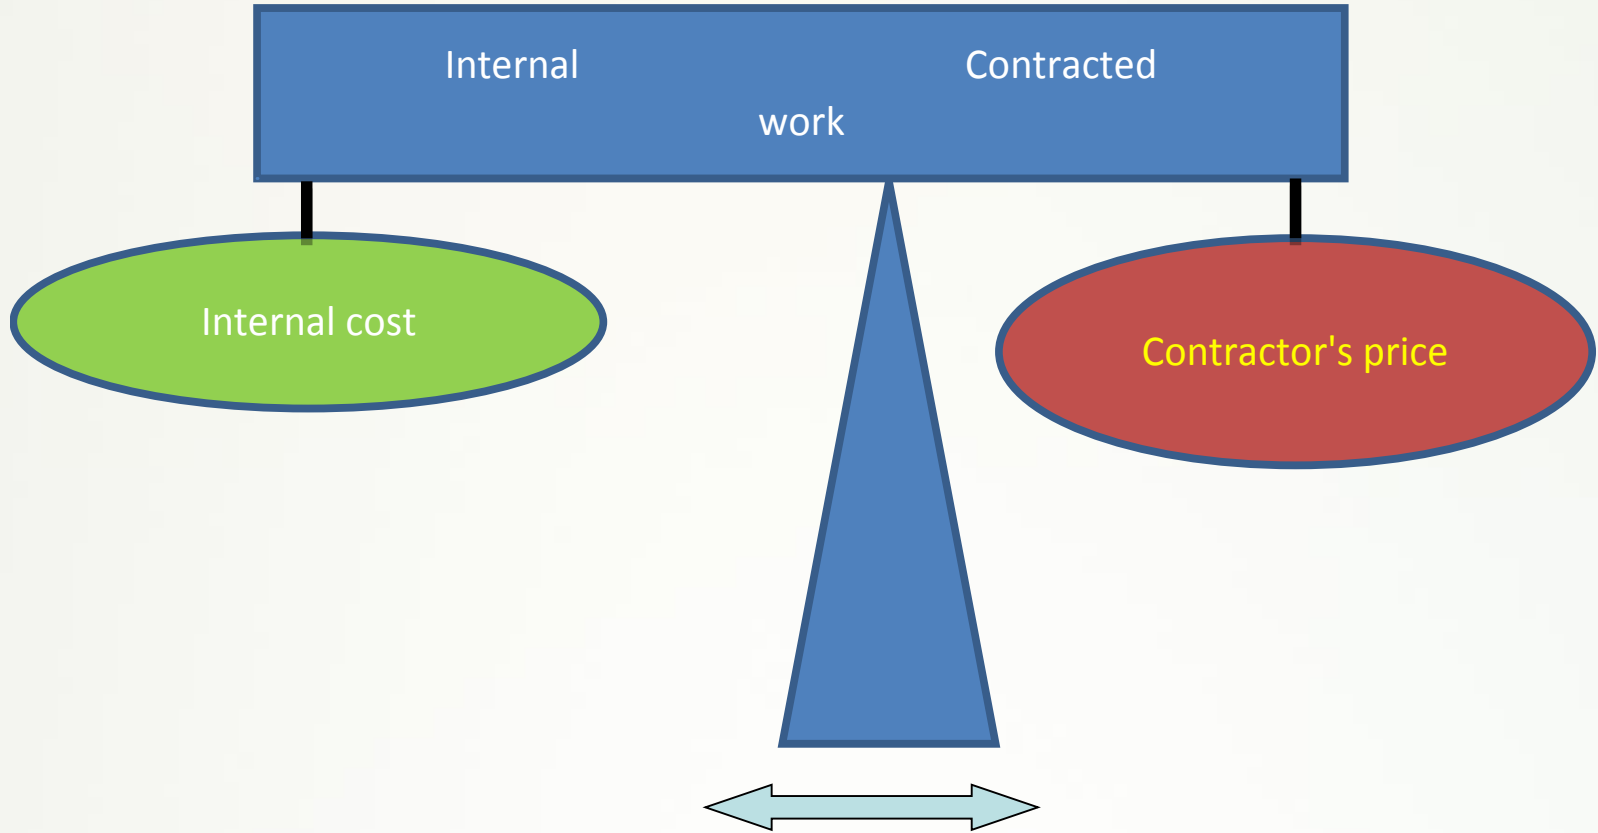 Internal Contracted
work
Internal cost
Contractor's price